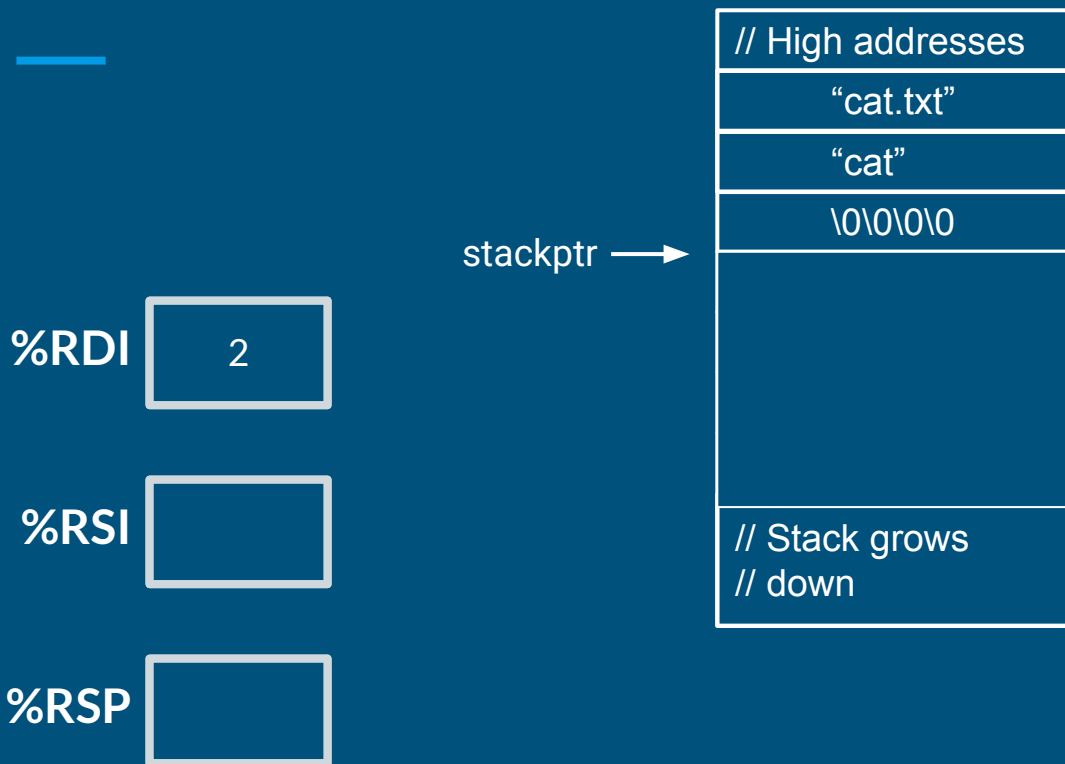 // High addresses
“cat.txt”
“cat”
\0\0\0\0
stackptr
%RDI
2
%RSI
// Stack grows
// down
%RSP